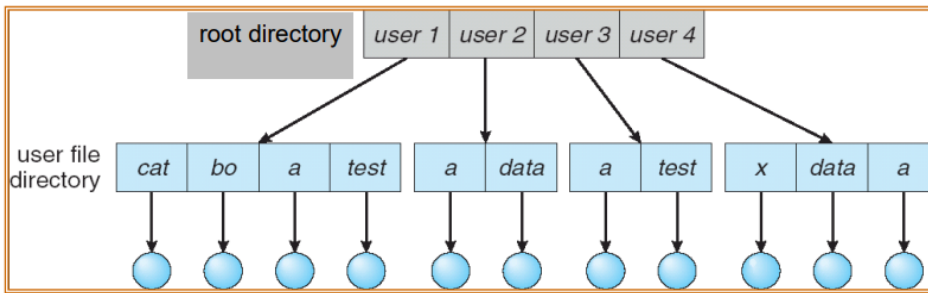 root directory
user 1 user 2 user 3 user 4
user file
directory
cat bo a test a data a test x data a